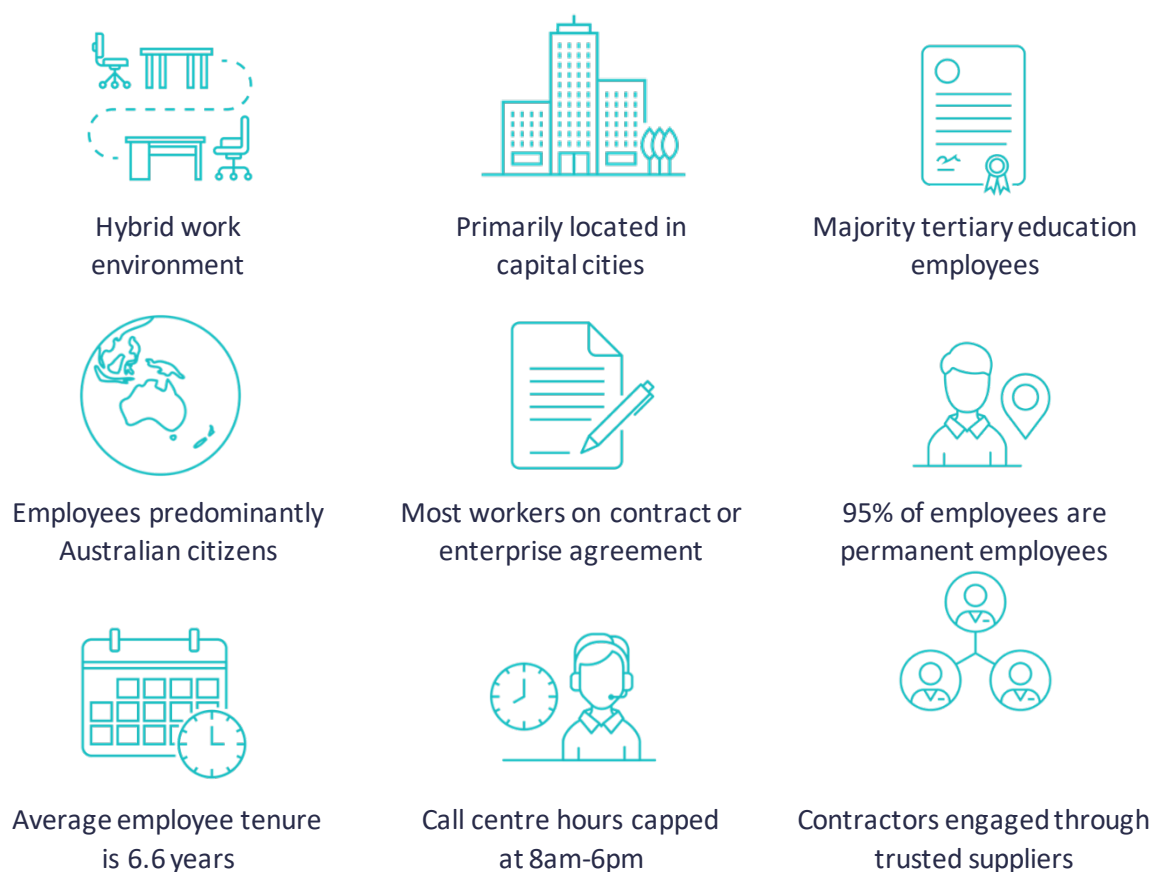 Hybrid work
environment
Primarily located in
capital cities
Majority tertiary education
employees
Employees predominantly
Australian citizens
Most workers on contract or
enterprise agreement
95% of employees are
permanent employees
Average employee tenure
is 6.6 years
Call centre hours capped
at 8am-6pm
Contractors engaged through
trusted suppliers